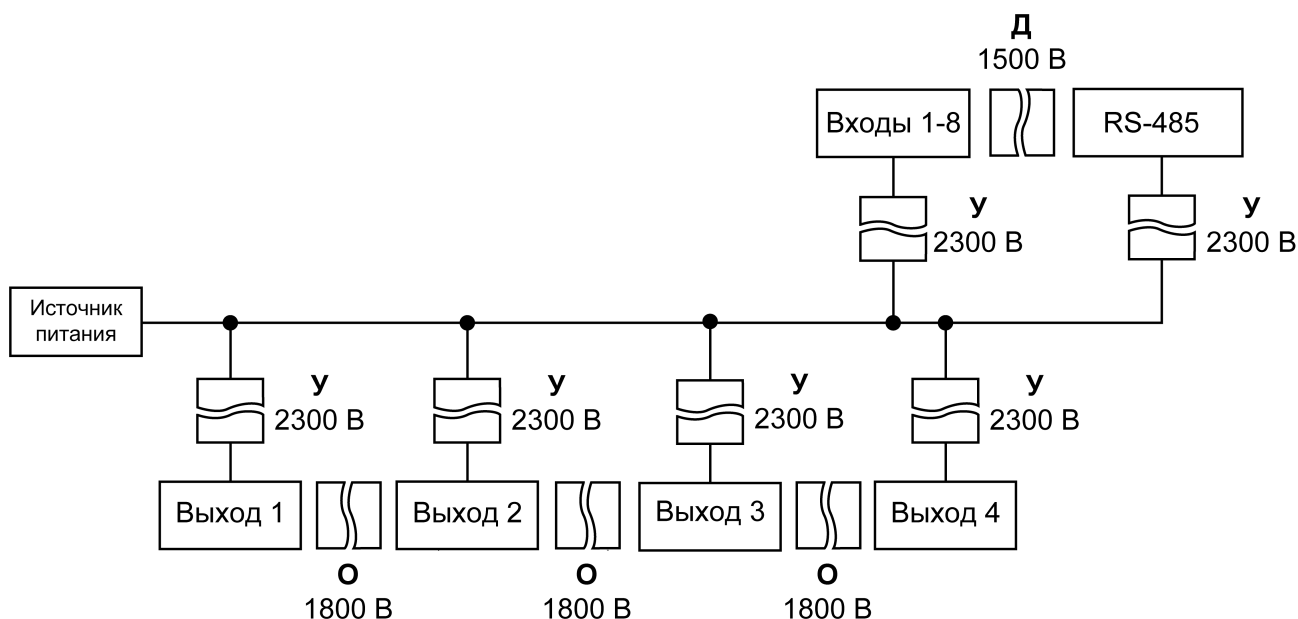 Д
1500 В
Входы 1-8
RS-485
У
2300 В
У
2300 В
Источник
питания
У
2300 В
У
2300 В
У
2300 В
У
2300 В
Выход 1
Выход 2
Выход 3
Выход 4
О
1800 В
О
1800 В
О
1800 В